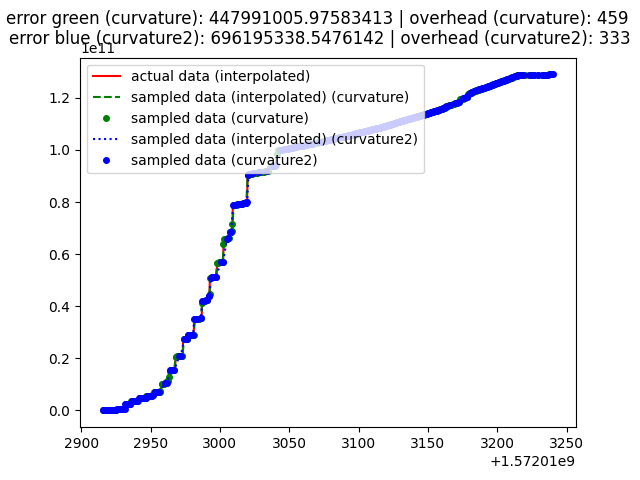 error green (curvature): 447991005.97583413 | overhead (curvature): 459
error blue (curvature2): 696195338.5476142 | overhead (curvature2): 333
1e11
actual data (interpolated)
sampled data (interpolated) (curvature)
sampled data (curvature)
sampled data (interpolated) (curvature2)
sampled data (curvature2)
1.2
1.0
0.8
0.6
0.4
0.2
0.0
2900 2950 3000 3050 3100 3150 3200 3250
+1.57201e9